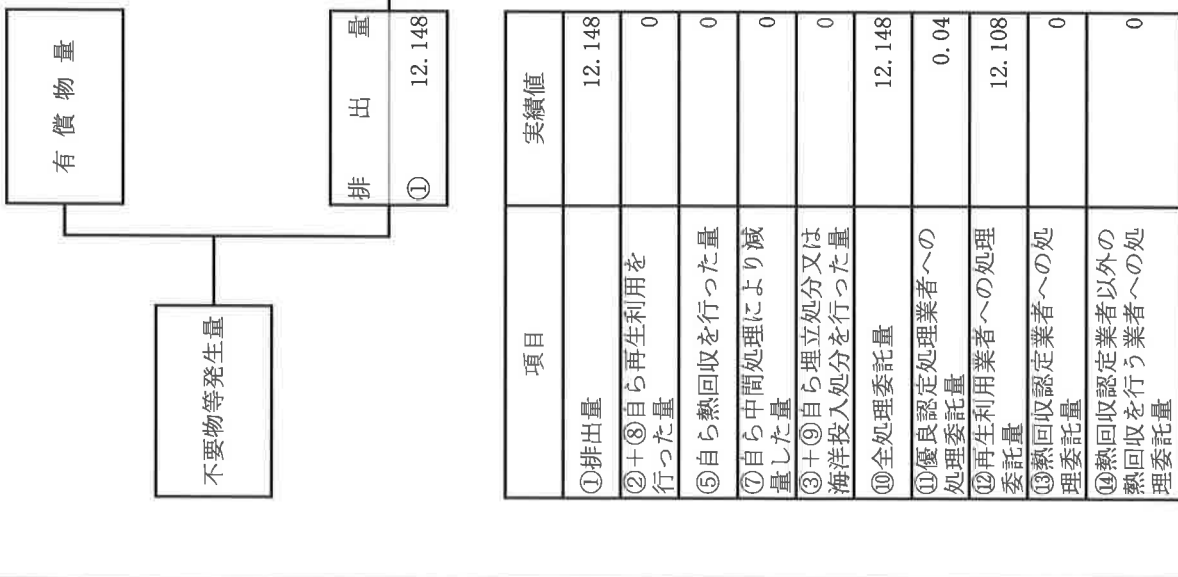 不要物等発生量
有償物量
排出量
① 12.148
項目 実績値
①排出量 12.148
②＋⑧自ら再生利用を
行った量 0
⑤自ら熱回収を行った量 0
⑦自ら中間処理により減
量した量 0
③＋⑨自ら埋立処分又は
海洋投入処分を行った量 0
⑩全処理委託量 12.148
⑪優良認定処理業者への
処理委託量 0.04
⑫再生利用業者への処理
委託量 12.108
⑬熱回収認定業者への処
理委託量 0
⑭熱回収認定業者以外の
熱回収を行う業者への処
理委託量 0